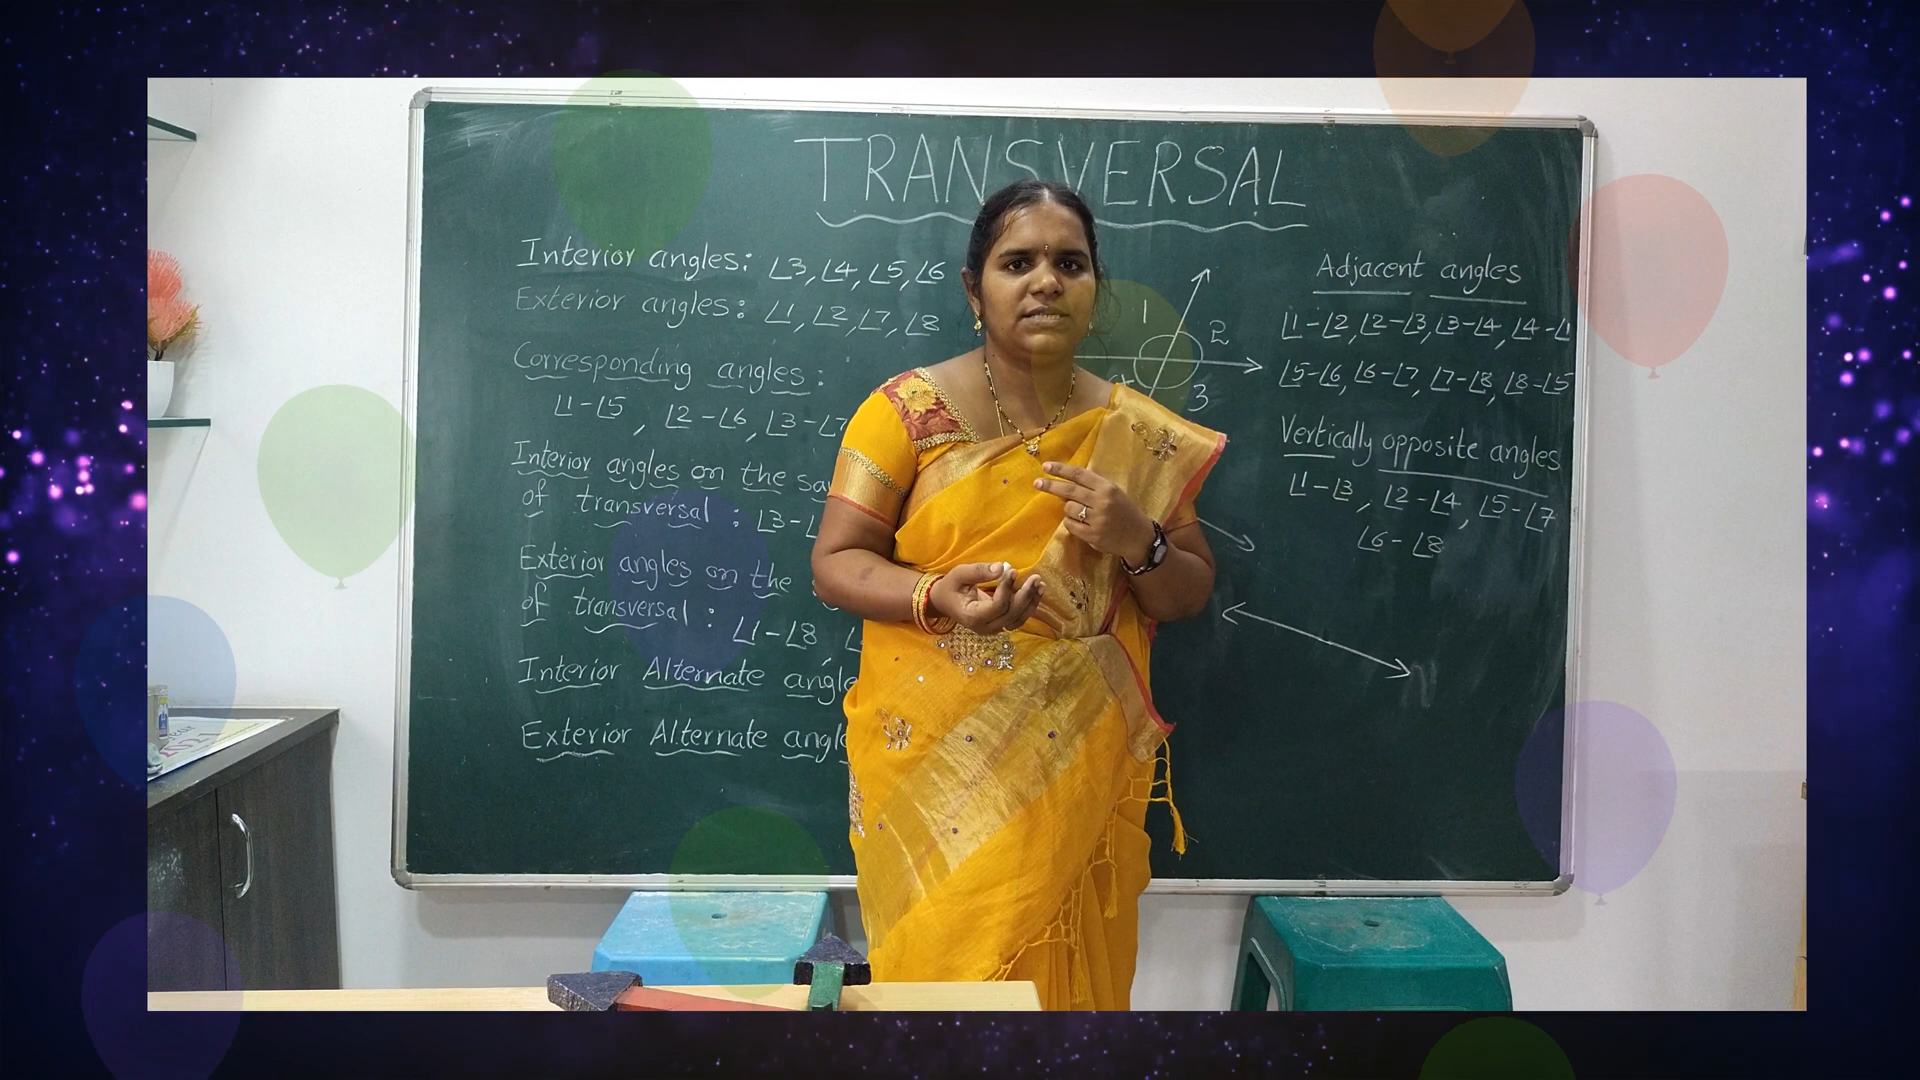 TRANSVERSAL
Interior angles: ∠3, ∠4, ∠5, ∠6
Exterior angles: ∠1, ∠2, ∠7, ∠8
Corresponding angles:
∠1-∠5, ∠2-∠6, ∠3-∠7
Interior angles on the
of transversal: ∠3-
Exterior angles on the
of transversal: ∠1-∠8
Interior Alternate
Exterior Alternate
1
2
3
Adjacent angles
∠1-∠2, ∠2-∠3, ∠3-∠4, ∠4-∠1
∠5-∠6, ∠6-∠7, ∠7-∠8, ∠8-∠5
Vertically opposite angles
∠1-∠3, ∠2-∠4, ∠5-∠7
∠6-∠8
2021